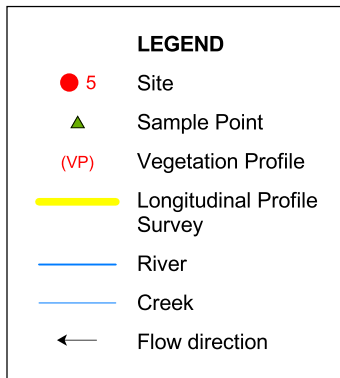 LEGEND
5 Site
Sample Point
(VP) Vegetation Profile
Longitudinal Profile
Survey
River
Creek
Flow direction